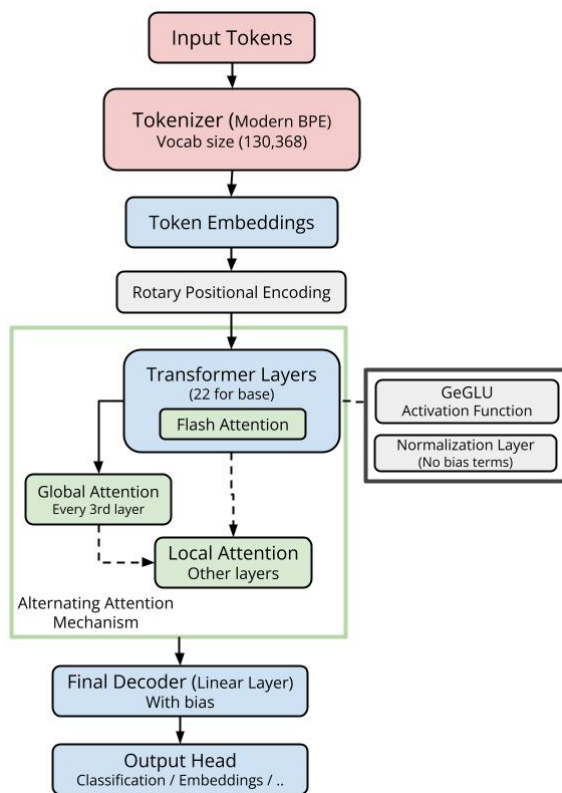 Input Tokens
Tokenizer (Modern BPE)
Vocab size (130,368)
Token Embeddings
Rotary Positional Encoding
Transformer Layers
(22 for base)
Flash Attention
GeGLU
Activation Function
Normalization Layer
(No bias terms)
Global Attention
Every 3rd layer
Local Attention
Other layers
Alternating Attention
Mechanism
Final Decoder (Linear Layer)
With bias
Output Head
Classification / Embeddings / ..